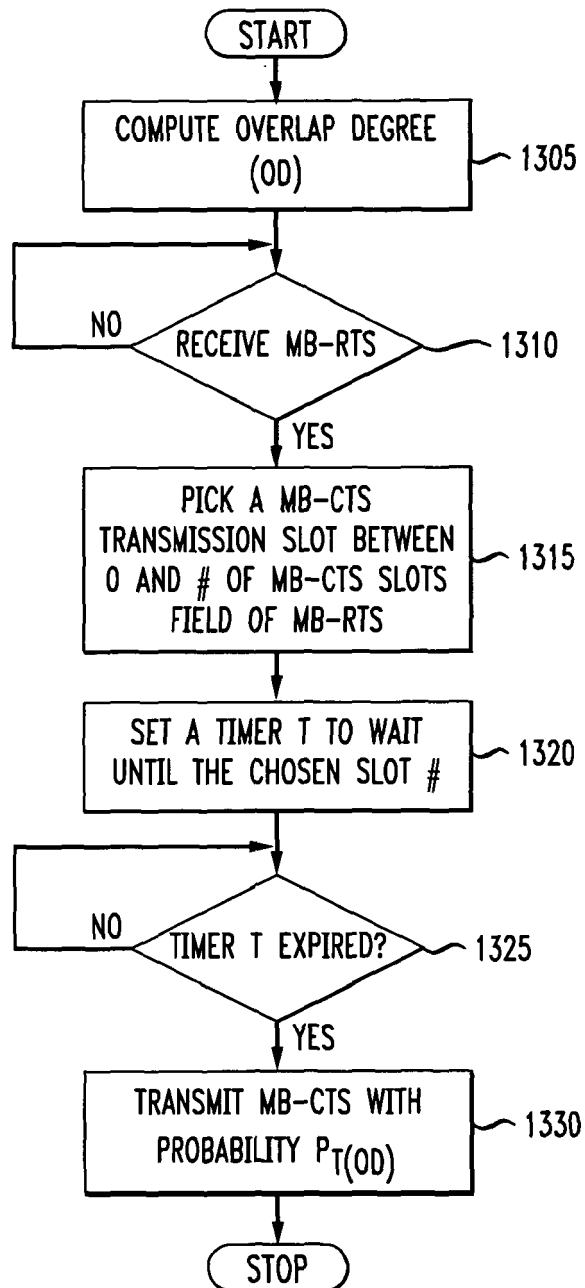 START
COMPUTE OVERLAP DEGREE
(OD)
1305
NO
RECEIVE MB-RTS
1310
YES
PICK A MB-CTS
TRANSMISSION SLOT BETWEEN
0 AND # OF MB-CTS SLOTS
FIELD OF MB-RTS
1315
SET A TIMER T TO WAIT
UNTIL THE CHOSEN SLOT #
1320
NO
TIMER T EXPIRED?
1325
YES
TRANSMIT MB-CTS WITH
PROBABILITY PT(OD)
1330
STOP